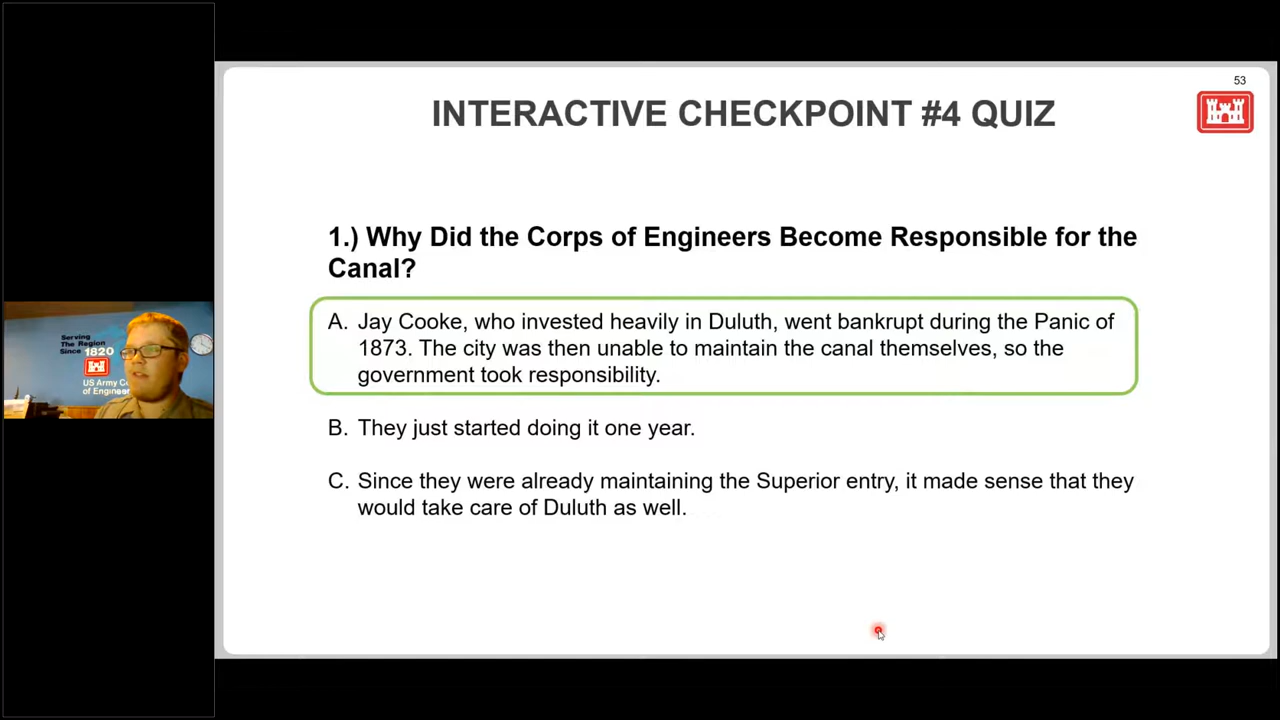 53
INTERACTIVE CHECKPOINT #4 QUIZ
1.) Why Did the Corps of Engineers Become Responsible for the
Canal?
A. Jay Cooke, who invested heavily in Duluth, went bankrupt during the Panic of
1873. The city was then unable to maintain the canal themselves, so the
government took responsibility.
B. They just started doing it one year.
C. Since they were already maintaining the Superior entry, it made sense that they
would take care of Duluth as well.
Serving
The Region
Since 1820
US Army Co
of Engineer